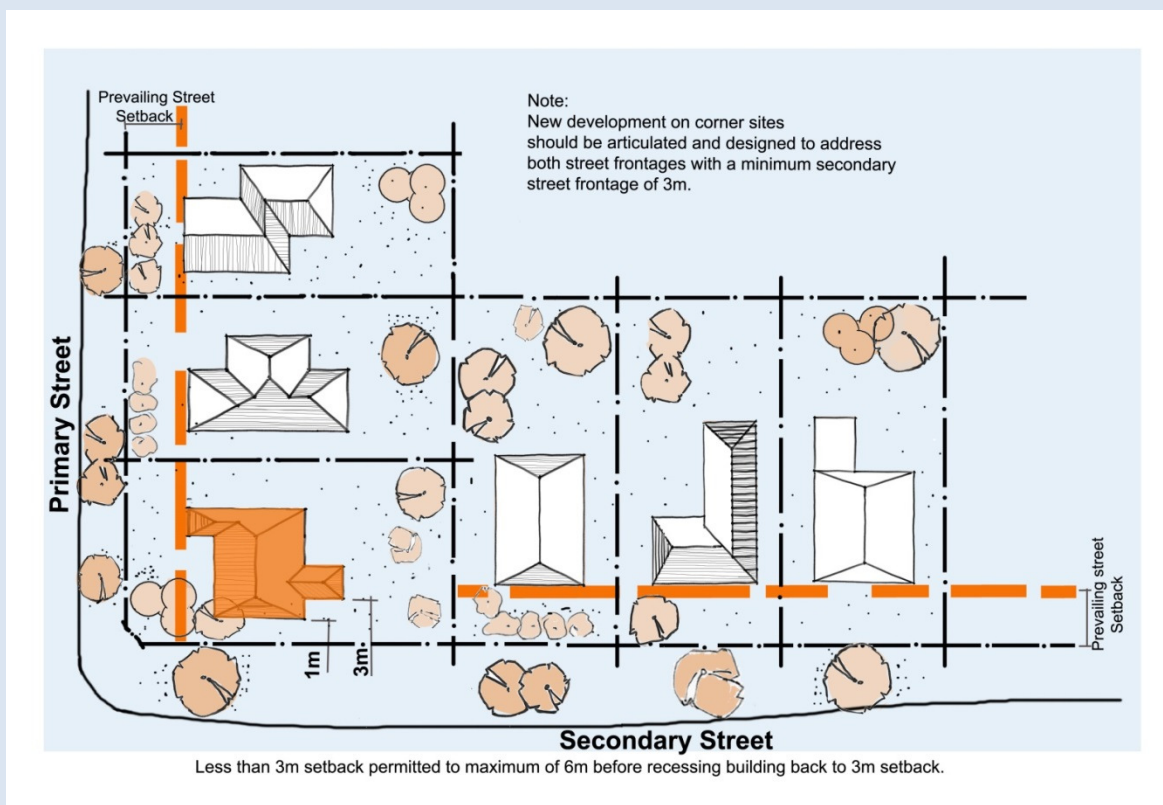 Prevailing Street
Setback
Note:
New development on corner sites
should be articulated and designed to address
both street frontages with a minimum secondary
street frontage of 3m.
Primary Street
1m
3m
Prevailing street
Setback
Secondary Street
Less than 3m setback permitted to maximum of 6m before recessing building back to 3m setback.